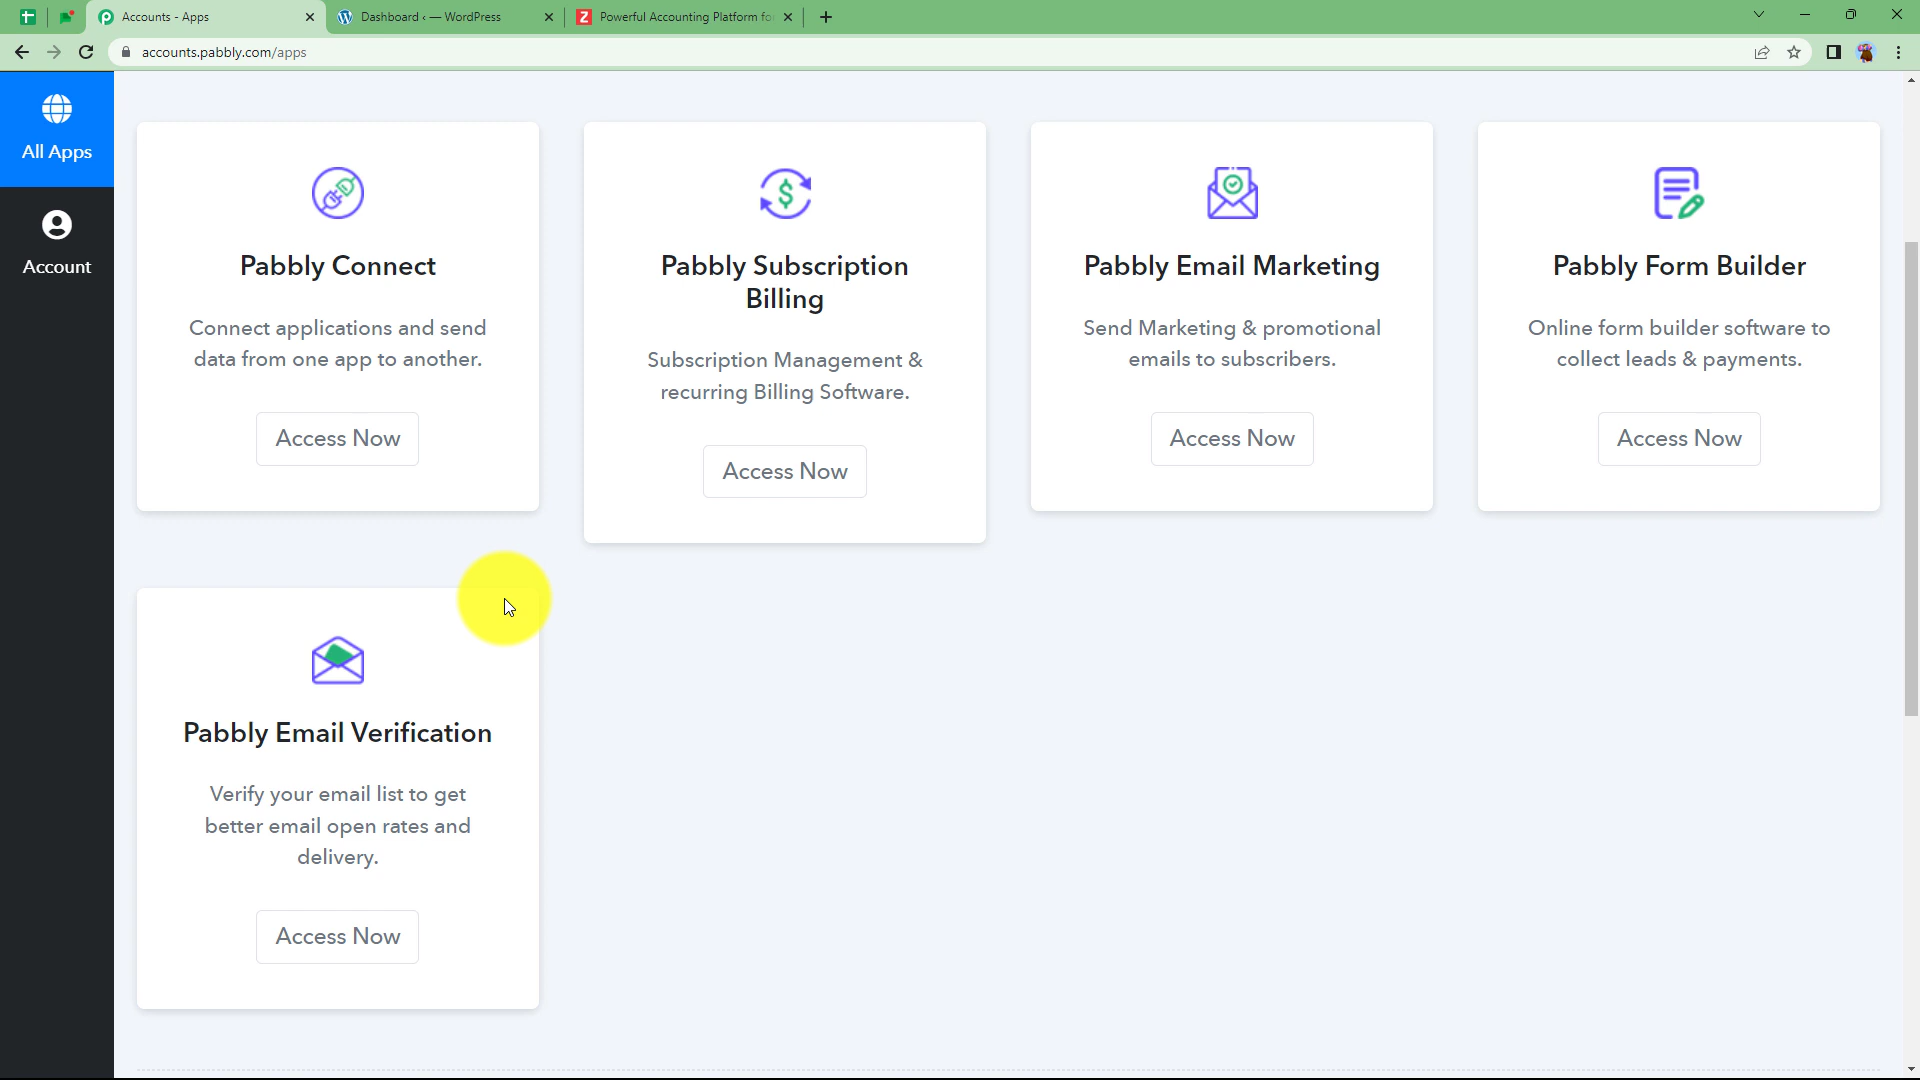 Accounts - Apps
Dashboard ‹ — WordPress
Powerful Accounting Platform fo
accounts.pabbly.com/apps
All Apps
Account
Pabbly Connect
Connect applications and send
data from one app to another.
Access Now
Pabbly Subscription
Billing
Subscription Management &
recurring Billing Software.
Access Now
Pabbly Email Marketing
Send Marketing & promotional
emails to subscribers.
Access Now
Pabbly Form Builder
Online form builder software to
collect leads & payments.
Access Now
Pabbly Email Verification
Verify your email list to get
better email open rates and
delivery.
Access Now